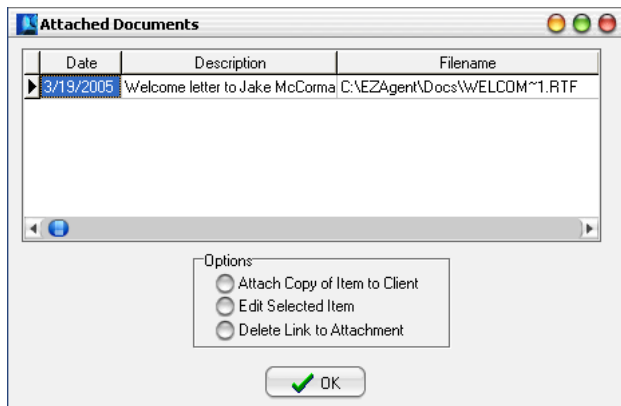 Attached Documents
Date Description Filename
3/19/2005 Welcome letter to Jake McCorma C:\EZAgent\Docs\WELCOM~1.RTF
Options
Attach Copy of Item to Client
Edit Selected Item
Delete Link to Attachment
OK